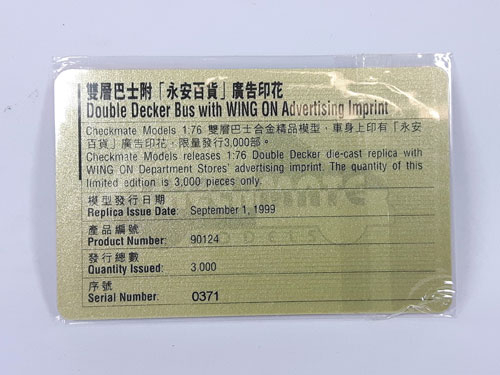 雙層巴士附「永安百貨」廣告印花
Double Decker Bus with WING ON Advertising Imprint
Checkmate Models 1:76 雙層巴士合金精品模型，車身上印有「永安
百貨」廣告印花，限量發行3,000部。
Checkmate Models releases 1:76 Double Decker die-cast replica with
WING ON Department Stores' advertising imprint. The quantity of this
limited edition is 3,000 pieces only.
模型發行日期
Replica Issue Date: September 1, 1999
產品編號
Product Number: 90124
發行總數
Quantity Issued: 3,000
序號
Serial Number: 0371